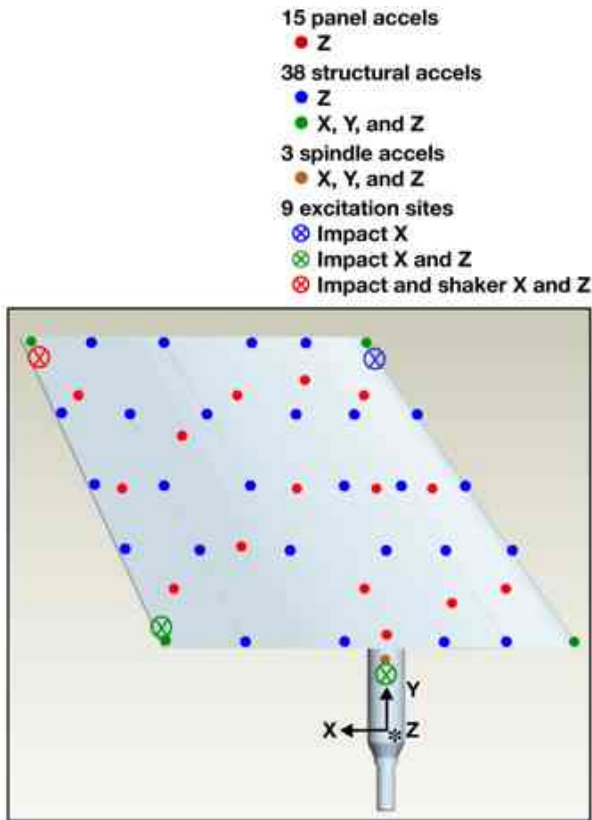 15 panel accels
Z
38 structural accels
Z
X, Y, and Z
3 spindle accels
X, Y, and Z
9 excitation sites
Impact X
Impact X and Z
Impact and shaker X and Z
Y
X
* Z